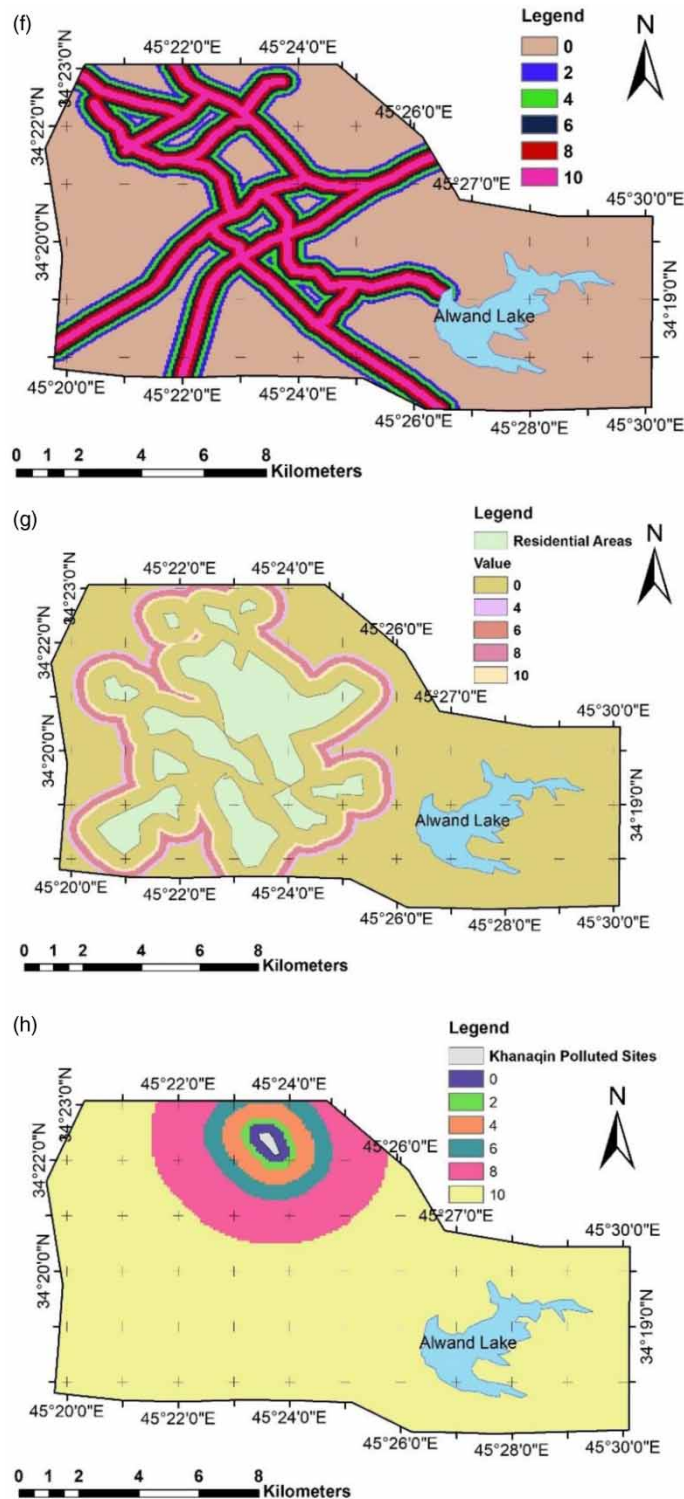 (f)
Legend
0
2
4
6
8
10
N
45°22'0"E
45°24'0"E
45°26'0"E
45°27'0"E
45°30'0"E
34°23'0"N
34°22'0"N
34°20'0"N
34°19'0"N
Alwand Lake
45°20'0"E
45°22'0"E
45°24'0"E
45°26'0"E
45°28'0"E
45°30'0"E
0 1 2 4 6 8
Kilometers
(g)
Legend
Residential Areas
Value
0
4
6
8
10
N
45°22'0"E
45°24'0"E
45°26'0"E
45°27'0"E
45°30'0"E
34°23'0"N
34°22'0"N
34°20'0"N
34°19'0"N
Alwand Lake
45°20'0"E
45°22'0"E
45°24'0"E
45°26'0"E
45°28'0"E
45°30'0"E
0 1 2 4 6 8
Kilometers
(h)
Legend
Khanaqin Polluted Sites
0
2
4
6
8
10
N
45°22'0"E
45°24'0"E
45°26'0"E
45°27'0"E
45°30'0"E
34°23'0"N
34°22'0"N
34°20'0"N
34°19'0"N
Alwand Lake
45°20'0"E
45°22'0"E
45°24'0"E
45°26'0"E
45°28'0"E
45°30'0"E
0 1 2 4 6 8
Kilometers